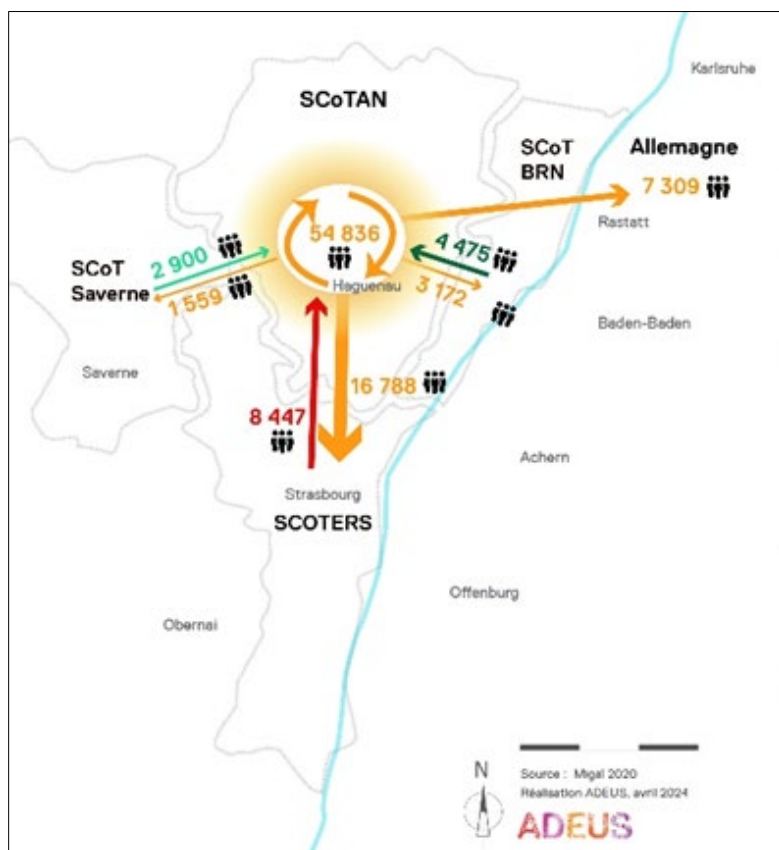 Karlsruhe
SCoTAN
SCoT
BRN
Allemagne
7 309
Rastatt
54 836
4 475
2 900
SCoT
Saverne
1 559
Haguenau
3 172
Baden-Baden
Saverne
16 788
8 447
Achern
Strasbourg
SCOTERS
Offenburg
Obernai
N
Source : Migal 2020
Réalisation ADEUS, avril 2024
ADEUS